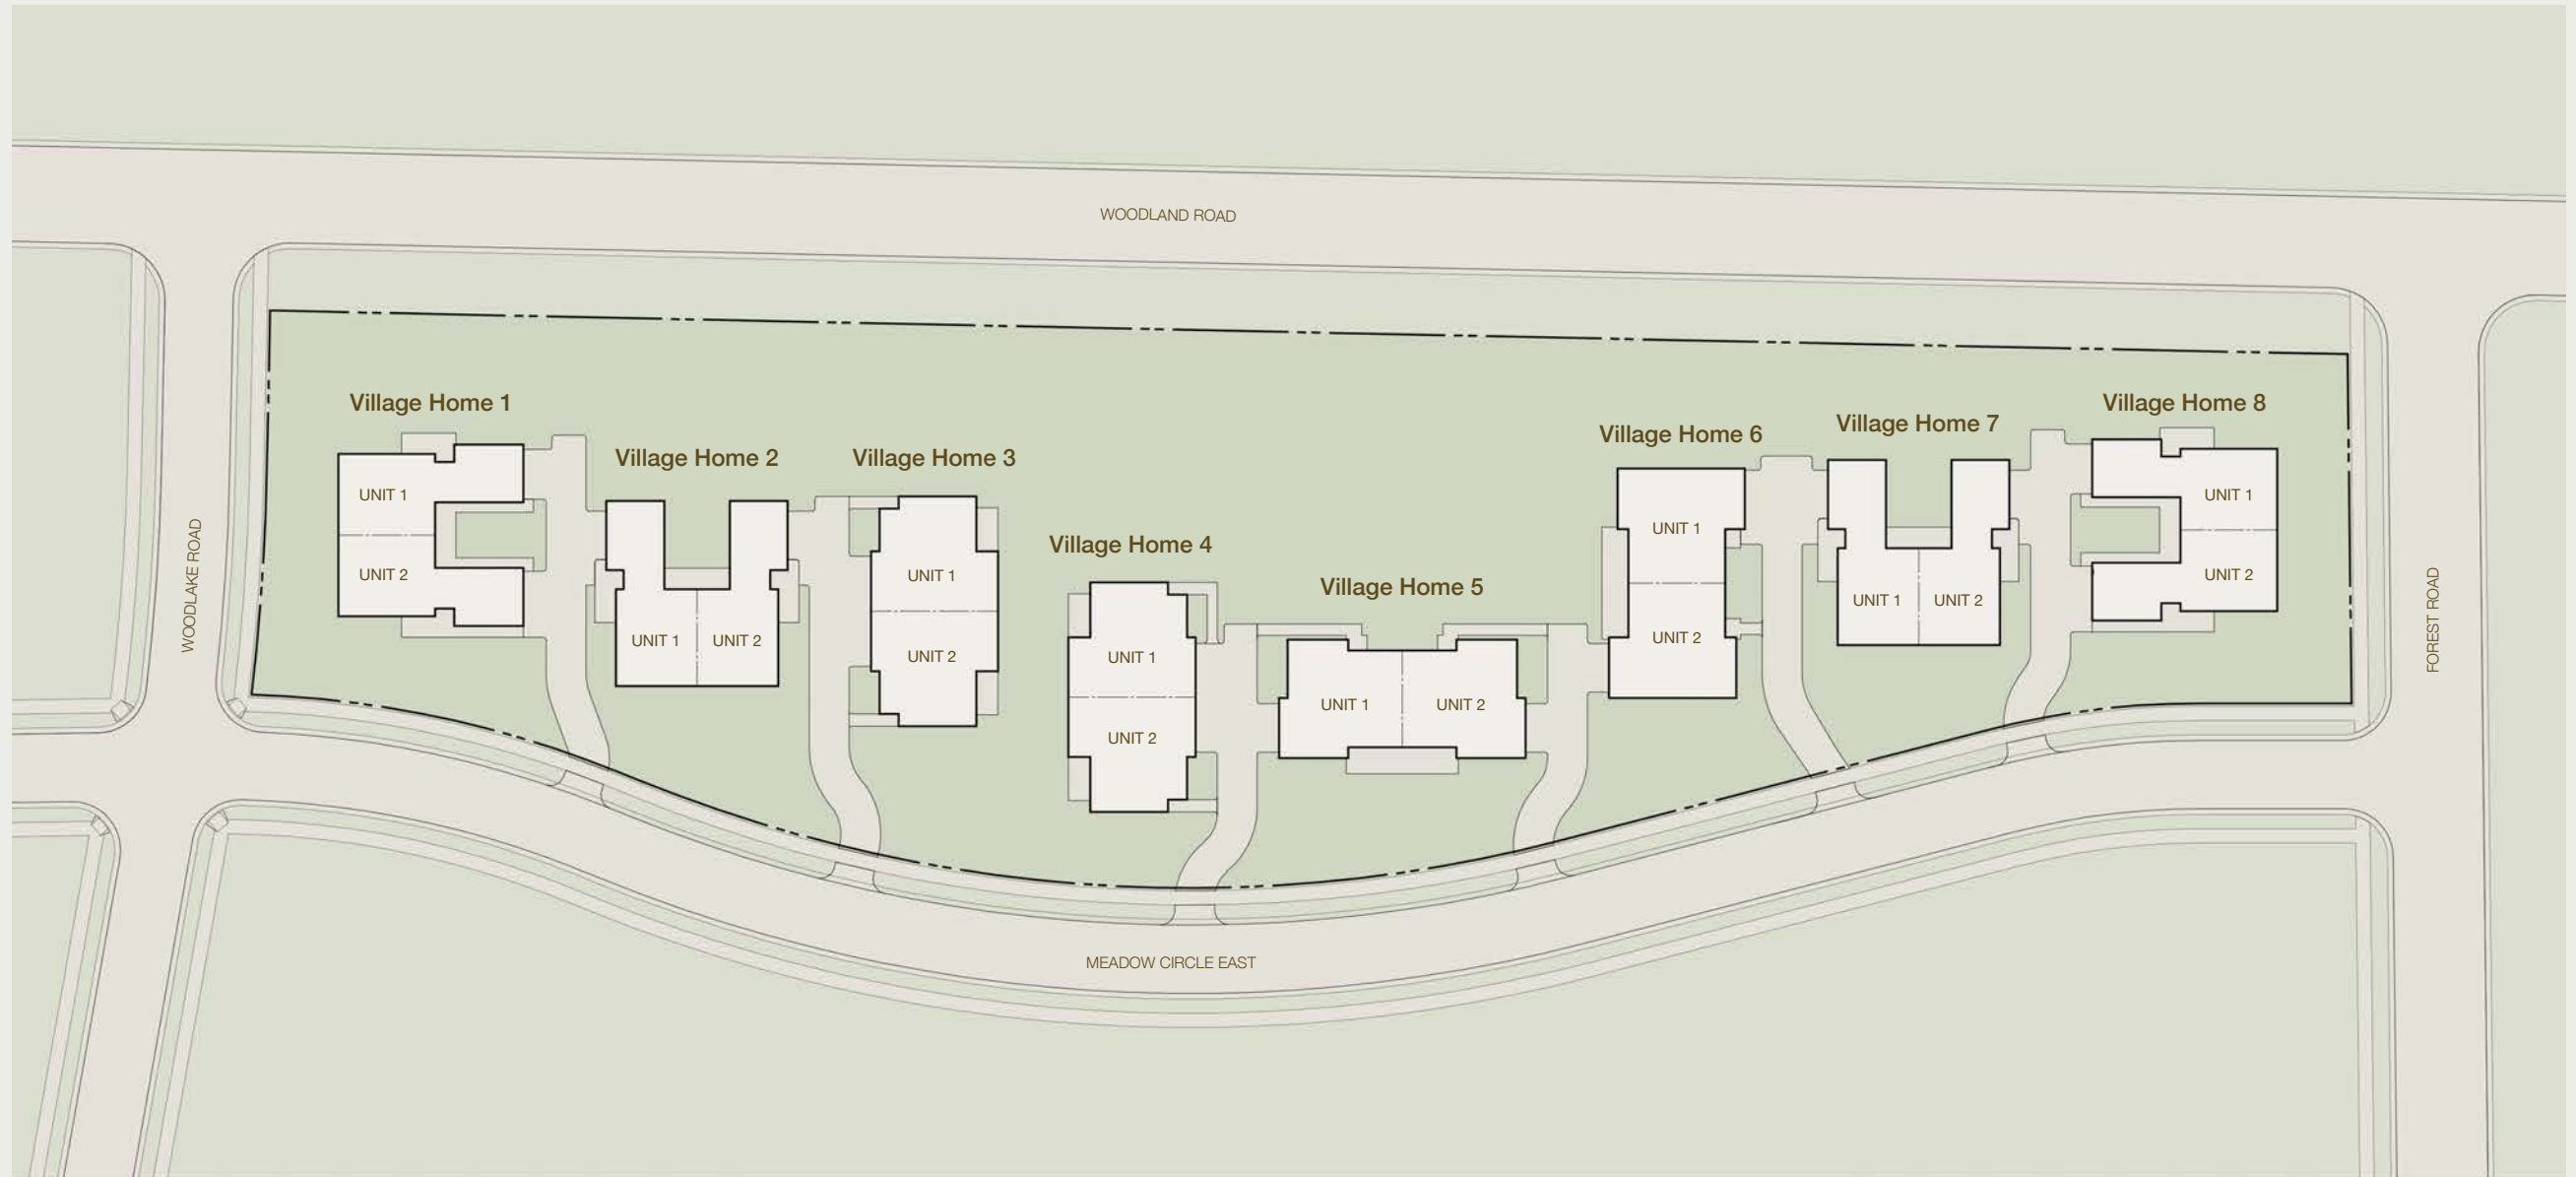 WOODLAND ROAD
WOODLAKE ROAD
Village Home 1
UNIT 1
UNIT 2
Village Home 2
UNIT 1
UNIT 2
Village Home 3
UNIT 1
UNIT 2
Village Home 4
UNIT 1
UNIT 2
Village Home 5
UNIT 1
UNIT 2
Village Home 6
UNIT 1
UNIT 2
Village Home 7
UNIT 1
UNIT 2
Village Home 8
UNIT 1
UNIT 2
FOREST ROAD
MEADOW CIRCLE EAST